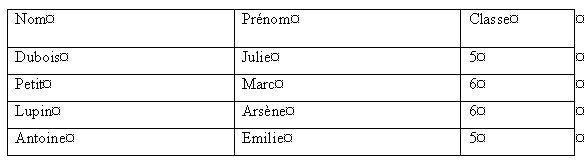 Nom¤ Prénom¤ Classe¤ ¤
Dubois¤ Julie¤ 5¤ ¤
Petit¤ Marc¤ 6¤ ¤
Lupin¤ Arsène¤ 6¤ ¤
Antoine¤ Emilie¤ 5¤ ¤